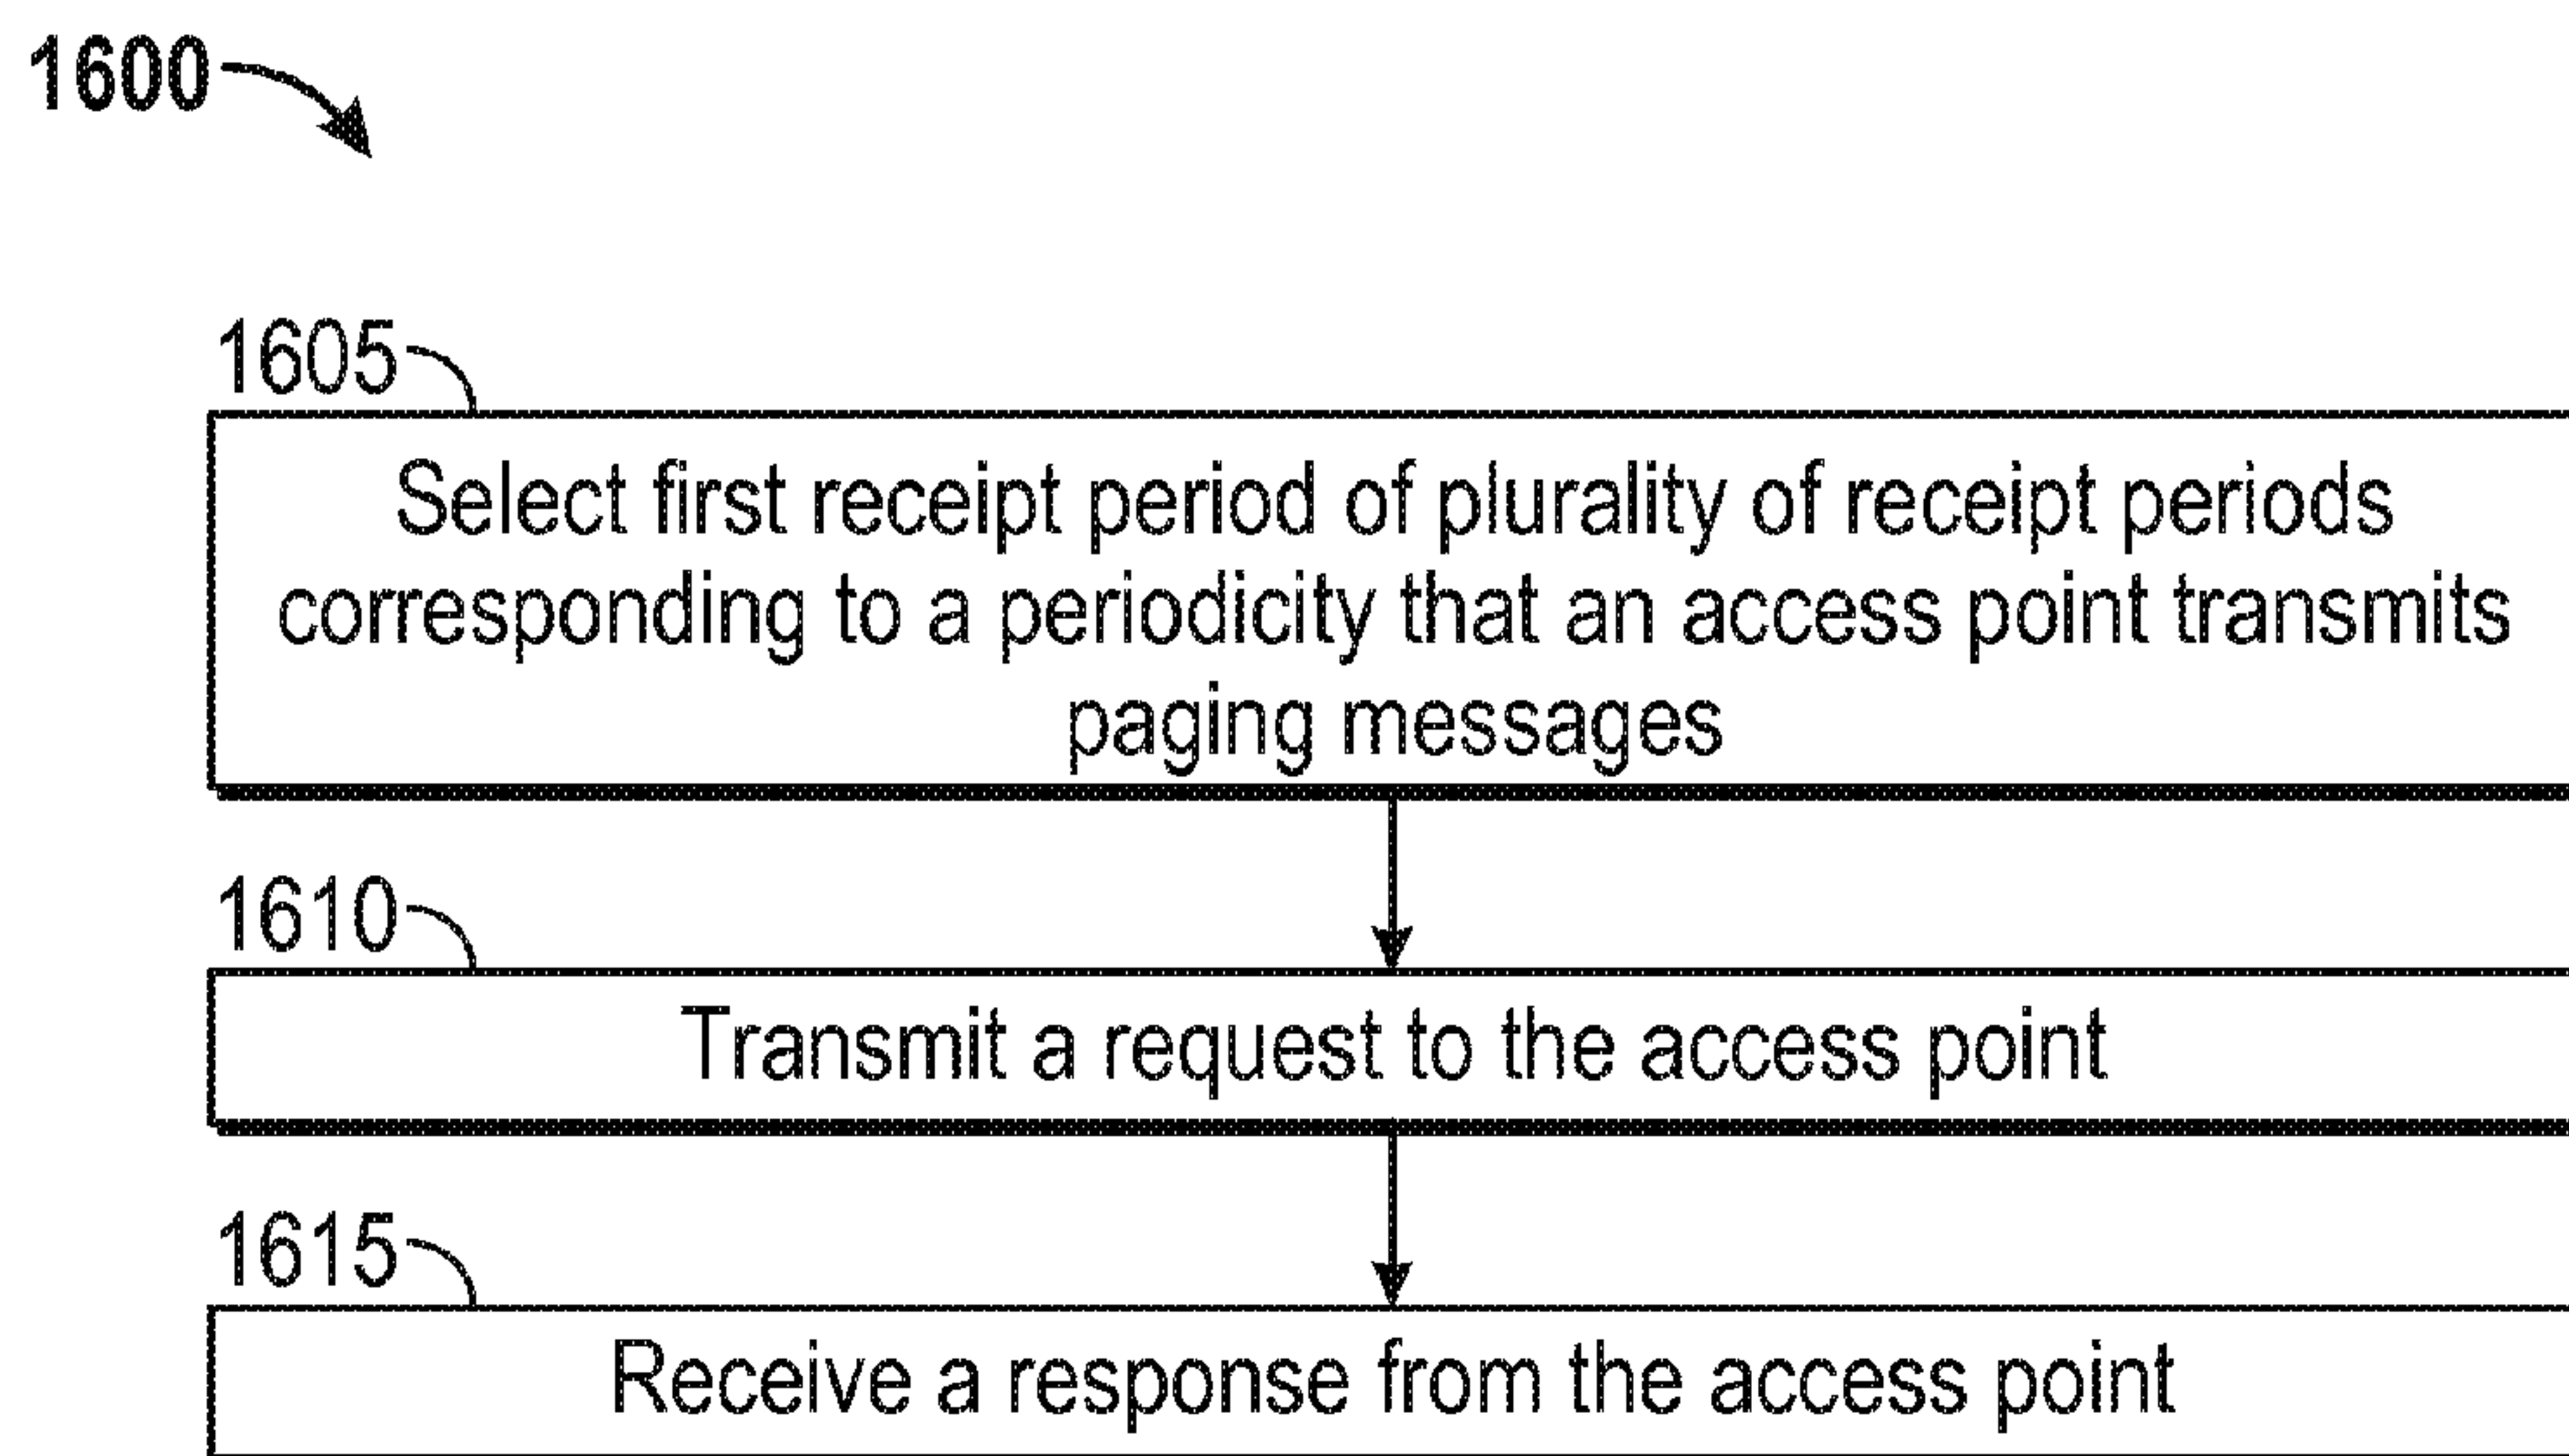 1600
1605
Select first receipt period of plurality of receipt periods
corresponding to a periodicity that an access point transmits
paging messages
1610
Transmit a request to the access point
1615
Receive a response from the access point